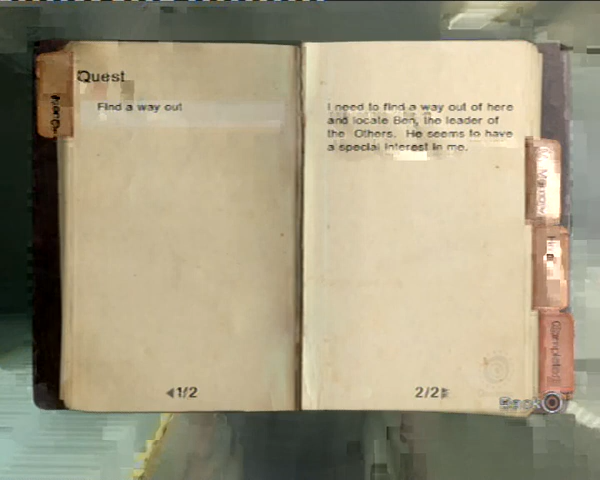 Quest
Find a way out
I need to find a way out of here
and locate Ben, the leader of
the Others. He seems to have
a special interest in me.
1/2
2/2
Back
Completed